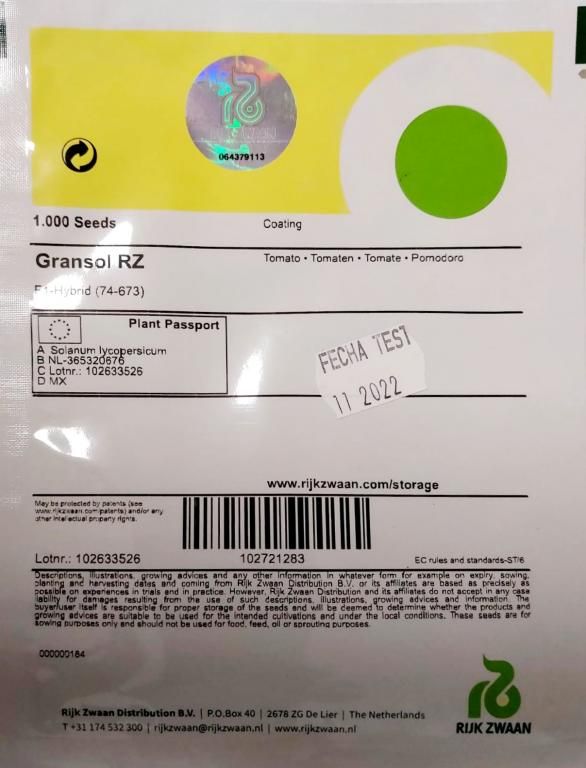 RIJK ZWAAN
064379113
1.000 Seeds
Coating
Gransol RZ
Tomato • Tomaten • Tomate • Pomodoro
F1-Hybrid (74-673)
Plant Passport
A Solanum lycopersicum
B NL-365320676
C Lotnr.: 102633526
D MX
FECHA TEST
11 2022
www.rijkzwaan.com/storage
May be protected by patents (see
www.rijkzwaan.com/patents) and/or any
other intellectual property rights.
Lotnr.: 102633526
102721283
EC rules and standards-ST/6
Descriptions, illustrations, growing advices and any other information in whatever form for example on expiry, sowing,
planting and harvesting dates and coming from Rijk Zwaan Distribution B.V. or its affiliates are based as precisely as
possible on experiences in trials and in practice. However, Rijk Zwaan Distribution and its affiliates do not accept in any case
liability for damages resulting from the use of such descriptions, illustrations, growing advices and information. The
buyer/user itself is responsible for proper storage of the seeds and will be deemed to determine whether the products and
growing advices are suitable to be used for the intended cultivations and under the local conditions. These seeds are for
sowing purposes only and should not be used for food, feed, oil or sprouting purposes.
000000184
Rijk Zwaan Distribution B.V. | P.O.Box 40 | 2678 ZG De Lier | The Netherlands
T +31 174 532 300 | rijkzwaan@rijkzwaan.nl | www.rijkzwaan.nl
RIJK ZWAAN